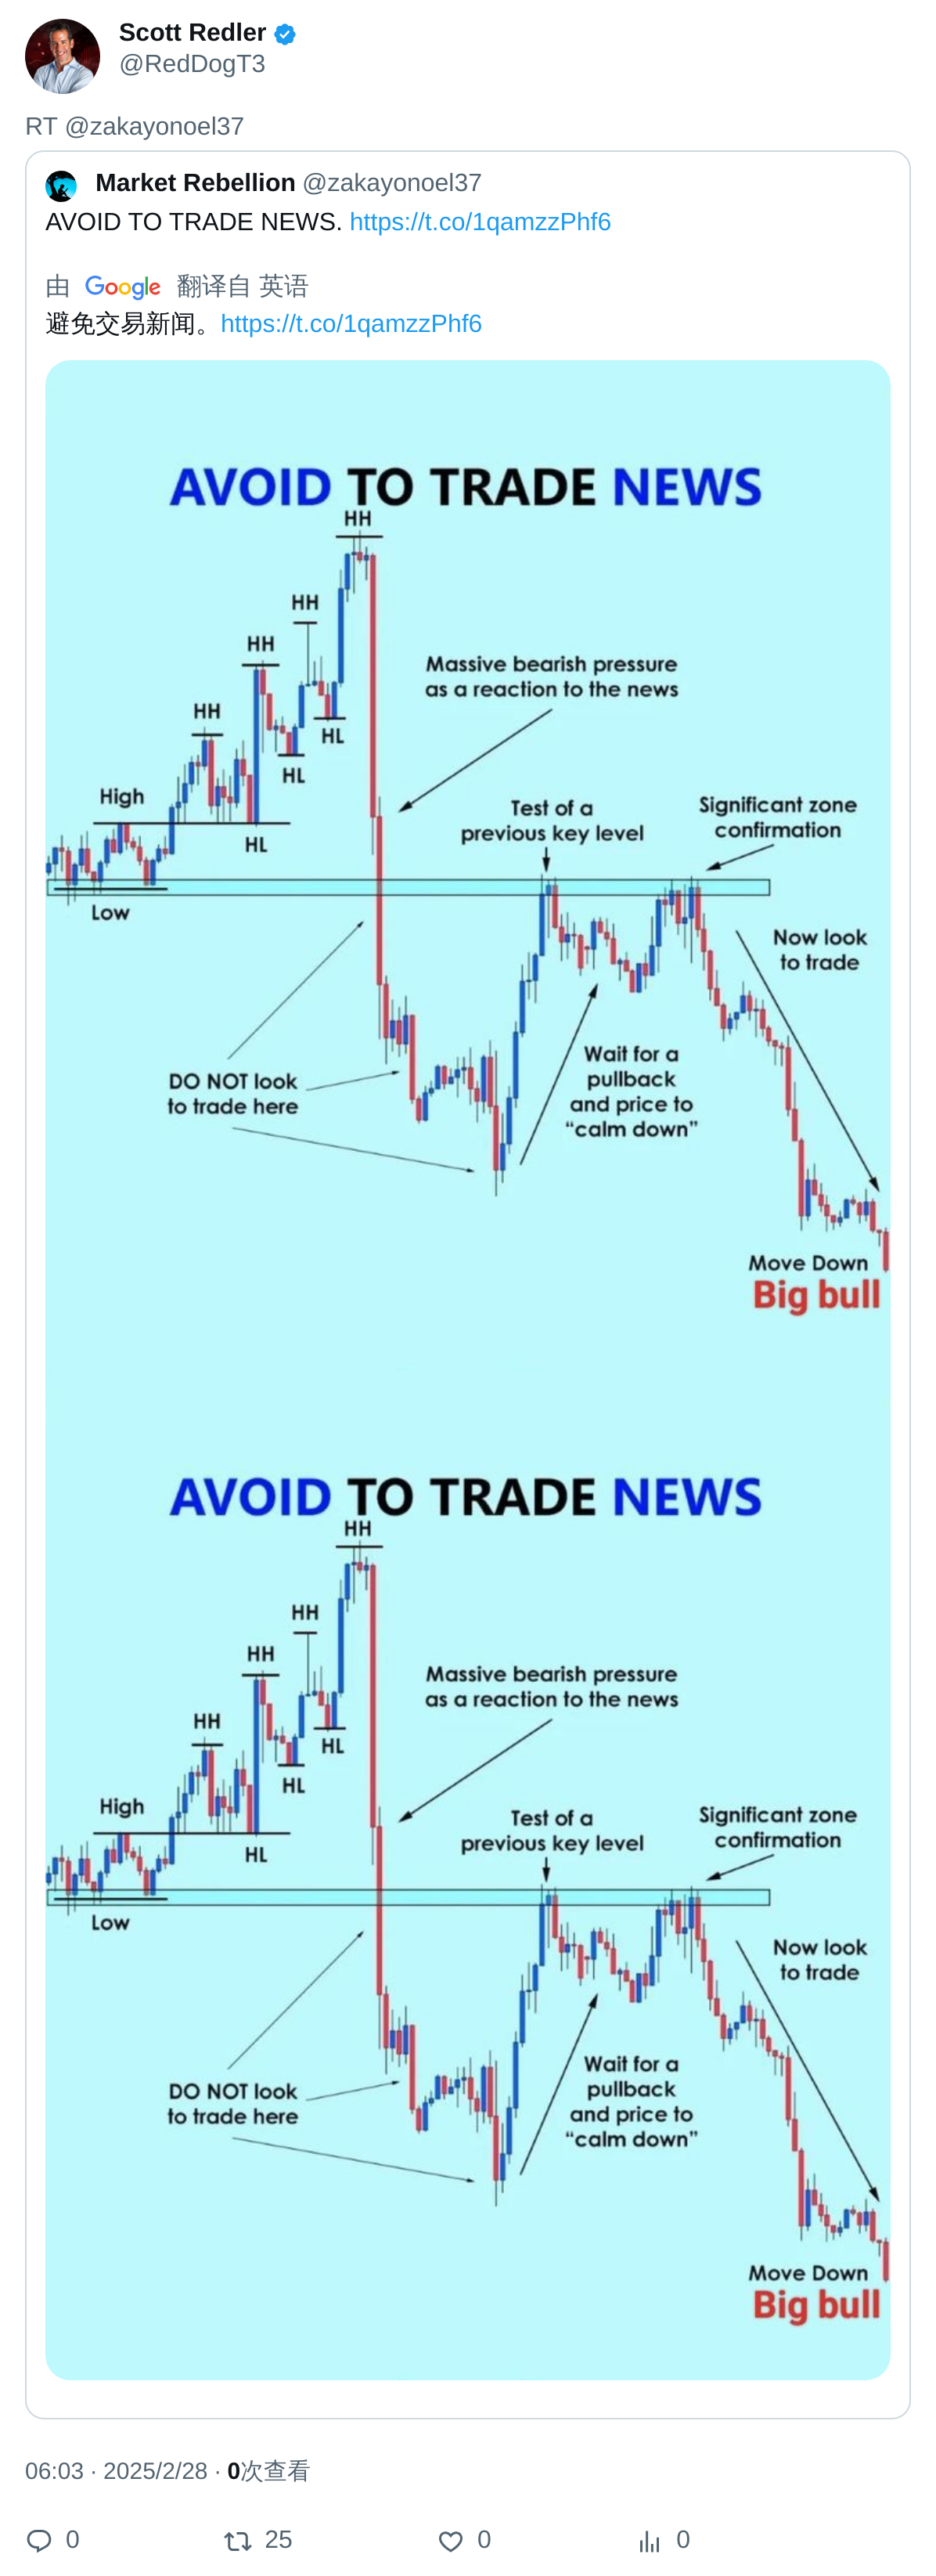 Scott Redler
@RedDogT3
RT @zakayonoel37
Market Rebellion @zakayonoel37
AVOID TO TRADE NEWS. https://t.co/1qamzzPhf6
由 Google 翻译自 英语
避免交易新闻。https://t.co/1qamzzPhf6
AVOID TO TRADE NEWS
HH
HH
HH
Massive bearish pressure
as a reaction to the news
HH
HL
HL
High
Test of a
previous key level
Significant zone
confirmation
HL
Low
Now look
to trade
DO NOT look
to trade here
Wait for a
pullback
and price to
“calm down”
Move Down
Big bull
AVOID TO TRADE NEWS
HH
HH
HH
Massive bearish pressure
as a reaction to the news
HH
HL
HL
High
Test of a
previous key level
Significant zone
confirmation
HL
Low
Now look
to trade
DO NOT look
to trade here
Wait for a
pullback
and price to
“calm down”
Move Down
Big bull
06:03 · 2025/2/28 · 0次查看
0 25 0 0